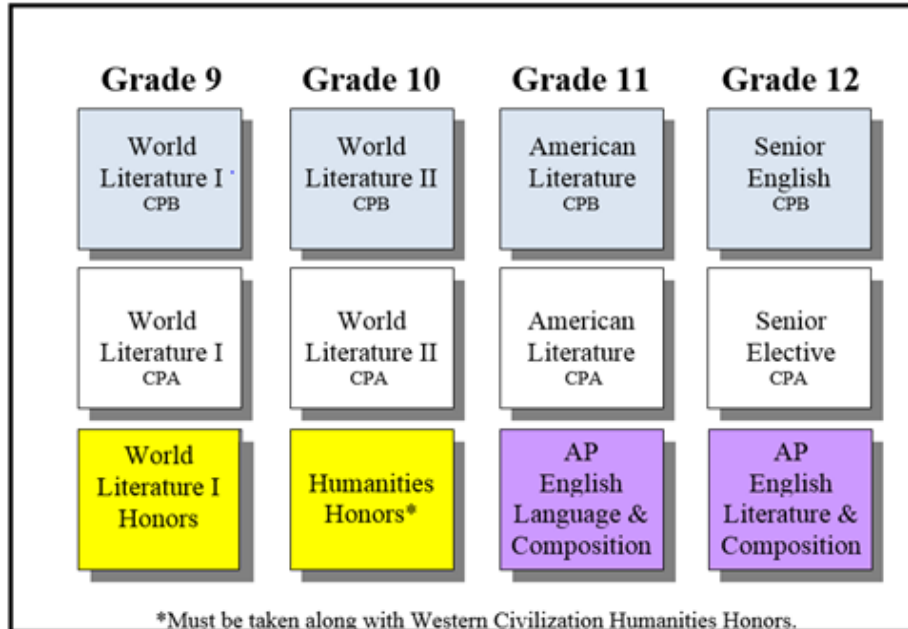 Grade 9
Grade 10
Grade 11
Grade 12
World
Literature I
CPB
World
Literature II
CPB
American
Literature
CPB
Senior
English
CPB
World
Literature I
CPA
World
Literature II
CPA
American
Literature
CPA
Senior
Elective
CPA
World
Literature I
Honors
Humanities
Honors*
AP
English
Language &
Composition
AP
English
Literature &
Composition
*Must be taken along with Western Civilization Humanities Honors.